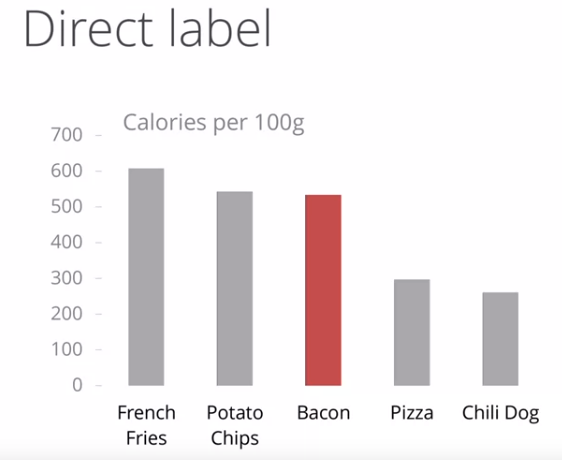 Direct label
Calories per 100g
700
600
500
400
300
200
100
0
French
Fries
Potato
Chips
Bacon
Pizza
Chili Dog